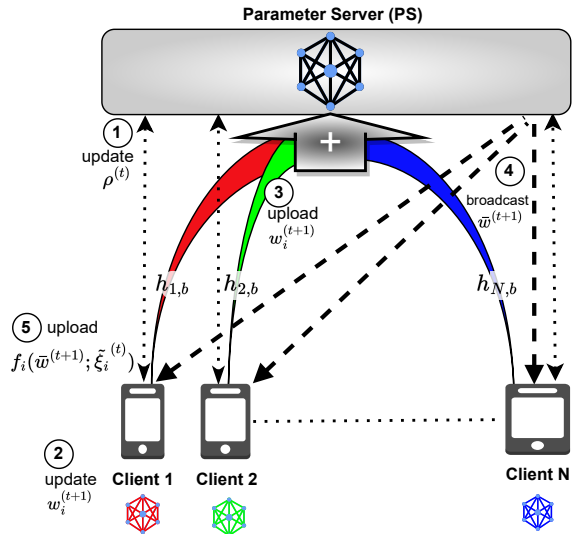 Parameter Server (PS)
1
update
ρ^{(t)}
+
4
broadcast
w̄^{(t+1)}
3
upload
w_i^{(t+1)}
h_{1,b}
h_{2,b}
h_{N,b}
5 upload
f_i(w̄^{(t+1)}; ξ̃_i^{(t)})
2
update
w_i^{(t+1)}
Client 1
Client 2
Client N